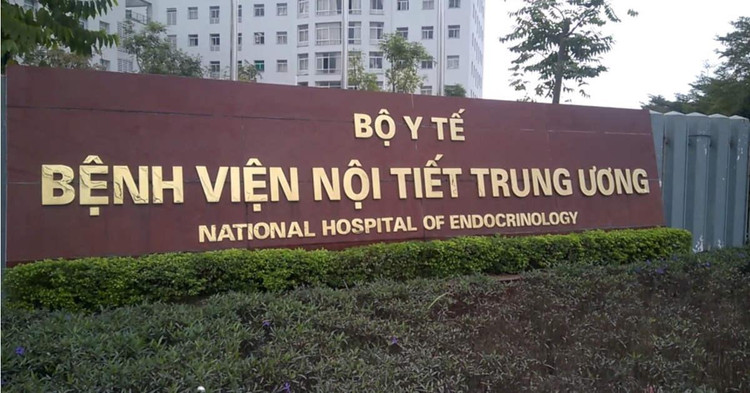 BỘ Y TẾ
BỆNH VIỆN NỘI TIẾT TRUNG ƯƠNG
NATIONAL HOSPITAL OF ENDOCRINOLOGY